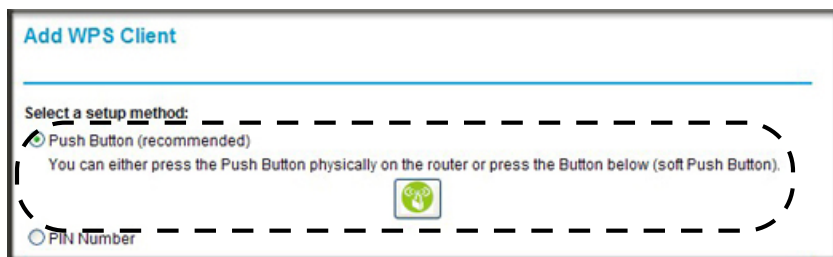 Add WPS Client
Select a setup method:
Push Button (recommended)
You can either press the Push Button physically on the router or press the Button below (soft Push Button).
PIN Number